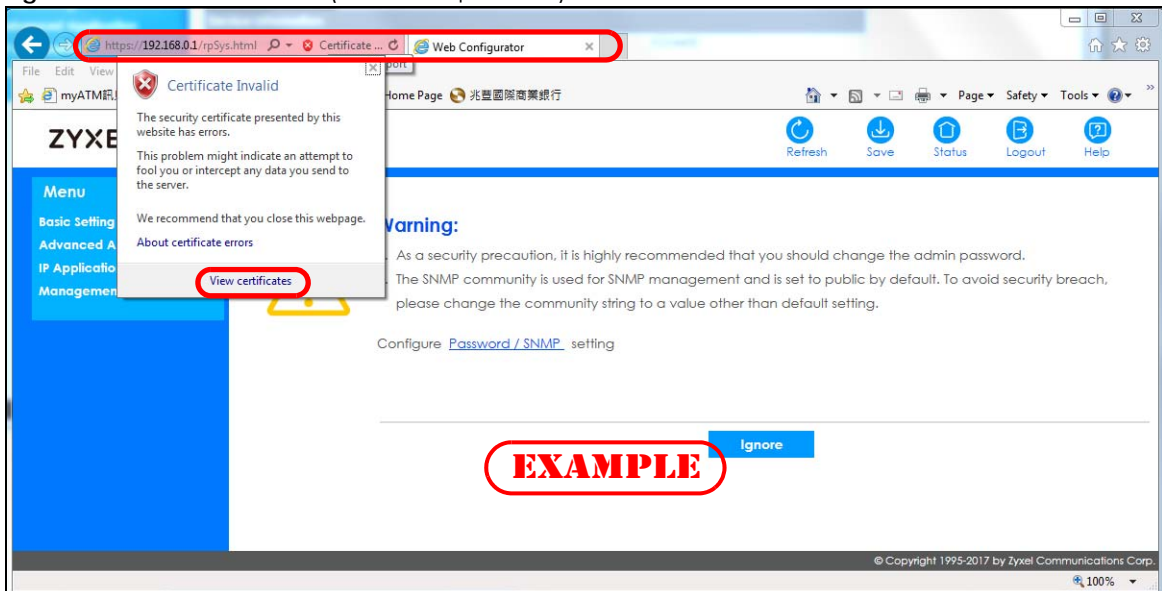 https://192.168.0.1/rpSys.html Certificate ... Web Configurator
File Edit View
myATM Home Page 兆豐國際商業銀行 Page Safety Tools
Certificate Invalid
The security certificate presented by this
website has errors.
This problem might indicate an attempt to
fool you or intercept any data you send to
the server.
We recommend that you close this webpage.
About certificate errors
View certificates
ZYXE
Refresh Save Status Logout Help
Menu
Basic Setting
Advanced A
IP Applicatio
Managemen
Warning:
As a security precaution, it is highly recommended that you should change the admin password.
The SNMP community is used for SNMP management and is set to public by default. To avoid security breach,
please change the community string to a value other than default setting.
Configure Password / SNMP setting
Ignore
EXAMPLE
© Copyright 1995-2017 by Zyxel Communications Corp.
100%